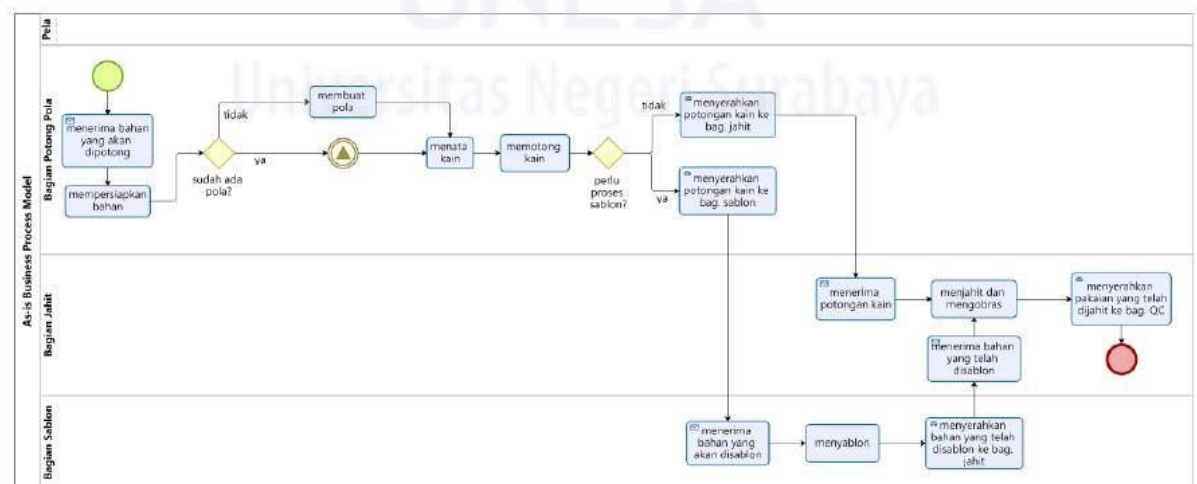 UNESA
Universitas Negeri Surabaya
As-is Business Process Model
Pela
Bagian Potong Pola
menerima bahan
yang akan
dipotong
mempersiapkan
bahan
sudah ada
pola?
tidak
ya
membuat
pola
menata
kain
memotong
kain
perlu
proses
sablon?
tidak
ya
menyerahkan
potongan kain ke
bag. jahit
menyerahkan
potongan kain ke
bag. sablon
Bagian Jahit
menerima
potongan kain
menjahit dan
mengobras
menyerahkan
pakaian yang telah
dijahit ke bag. QC
menerima bahan
yang telah
disablon
Bagian Sablon
menerima
bahan yang
akan disablon
menyablon
menyerahkan
bahan yang telah
disablon ke bag.
jahit